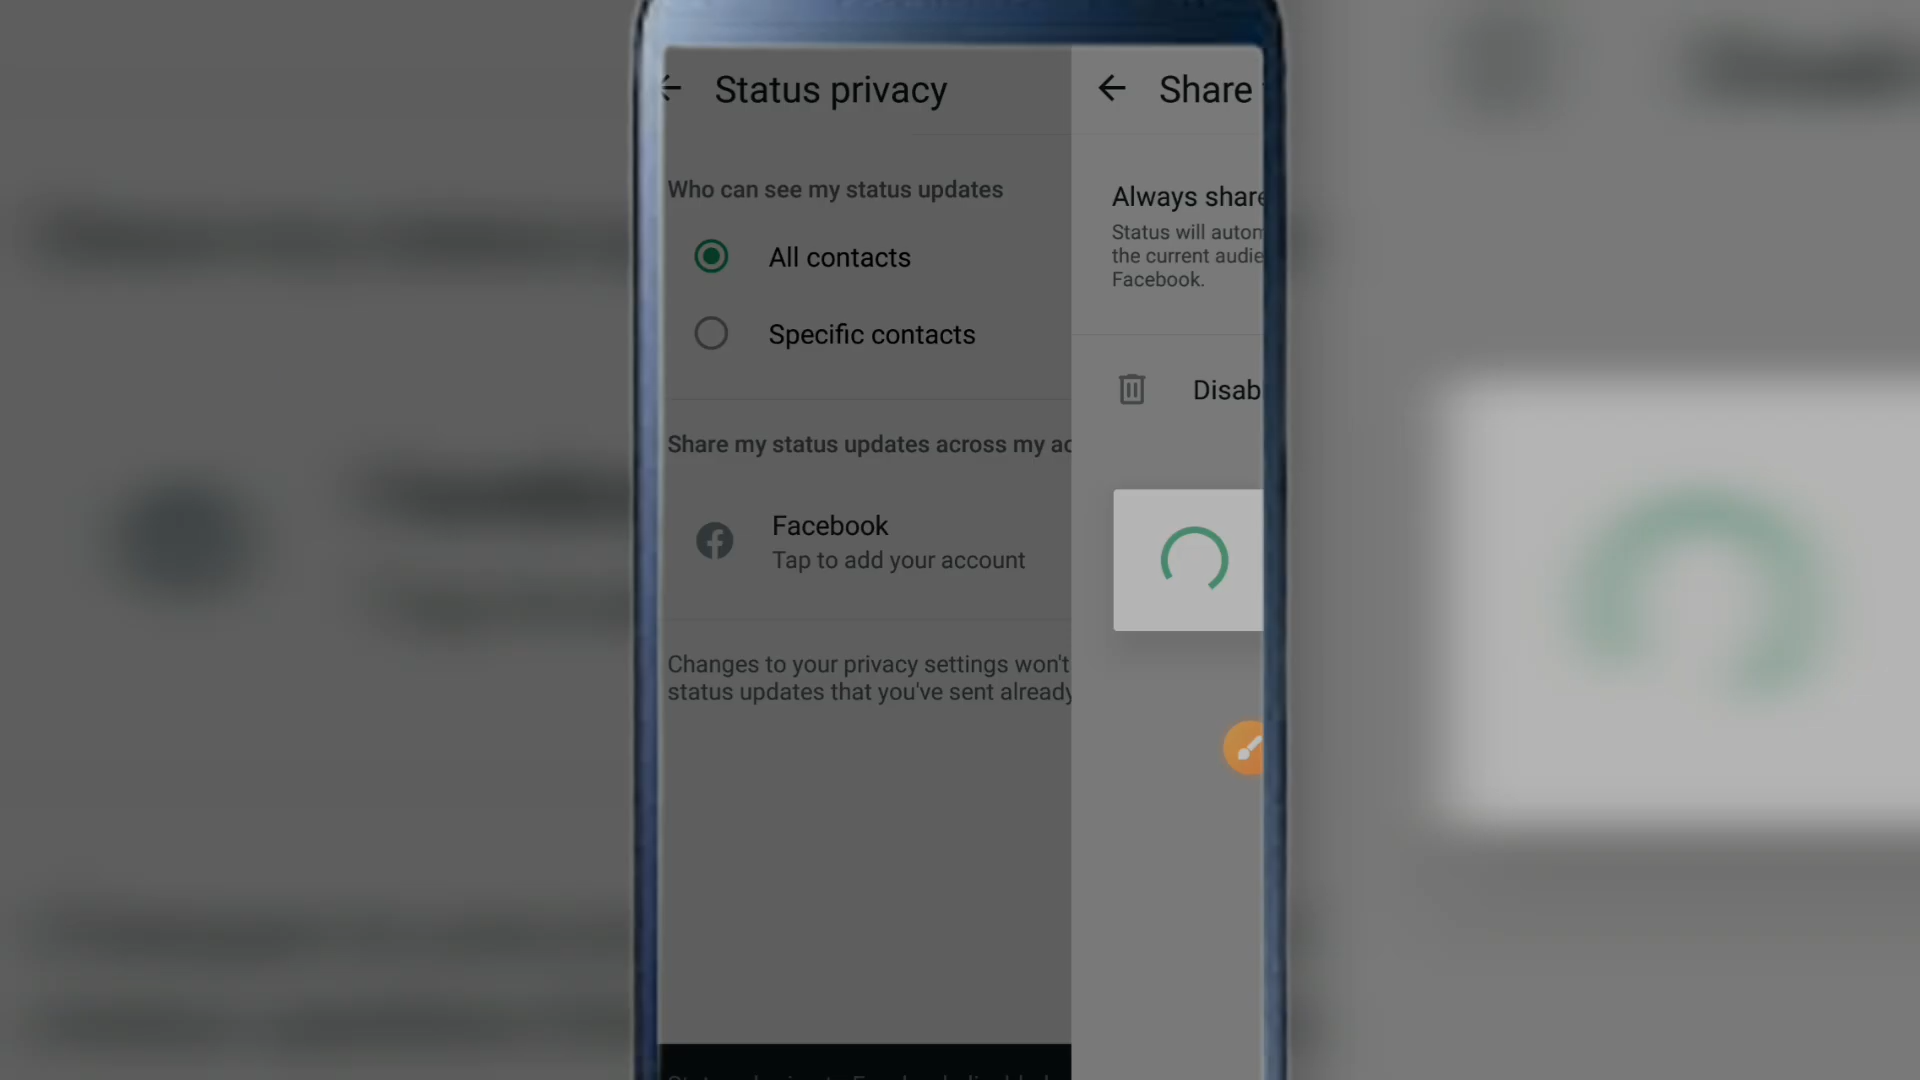 Status privacy
Who can see my status updates
All contacts
Specific contacts
Share my status updates across my ac
Facebook
Tap to add your account
Changes to your privacy settings won't
status updates that you've sent already
Share
Always share
Status will autom
the current audie
Facebook.
Disab